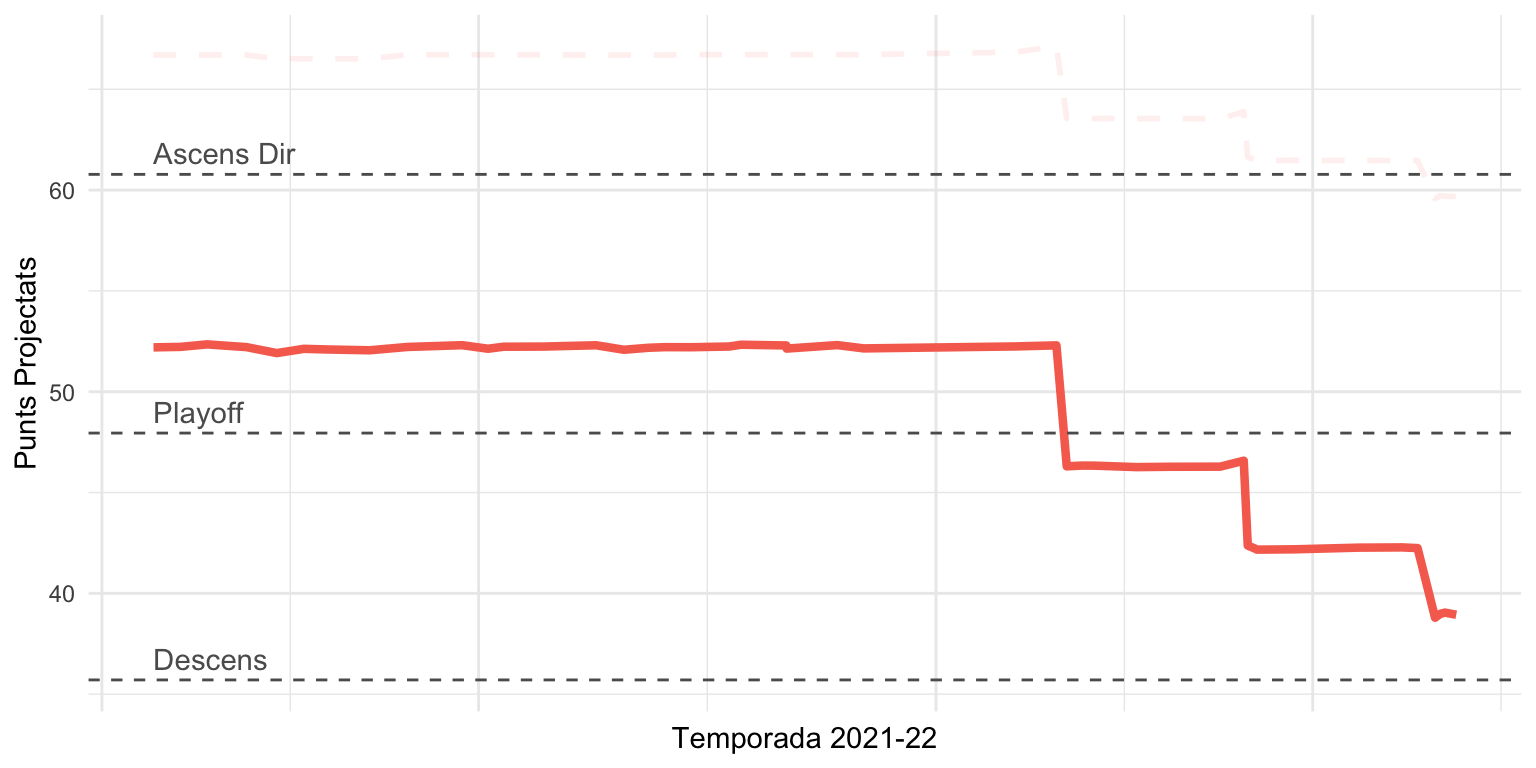 Ascens Dir
60
50
Playoff
40
Descens
Punts Projectats
Temporada 2021-22